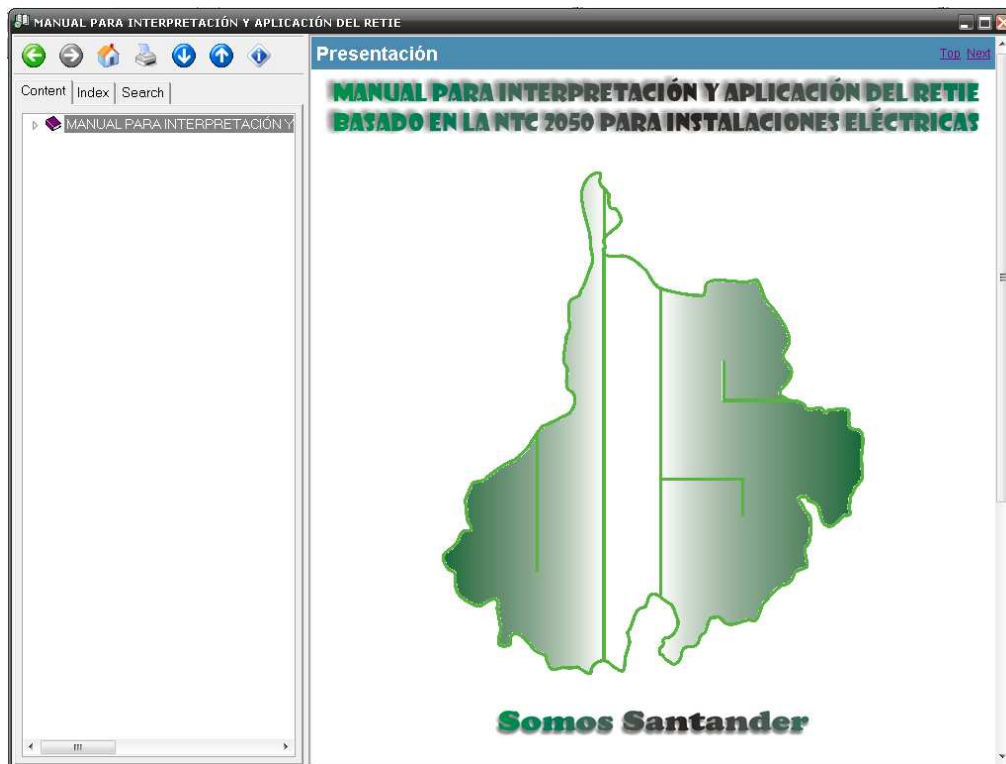 MANUAL PARA INTERPRETACIÓN Y APLICACIÓN DEL RETIE
Content Index Search
MANUAL PARA INTERPRETACIÓN Y
Presentación
Top Next
MANUAL PARA INTERPRETACIÓN Y APLICACIÓN DEL RETIE
BASADO EN LA NTC 2050 PARA INSTALACIONES ELÉCTRICAS
Somos Santander